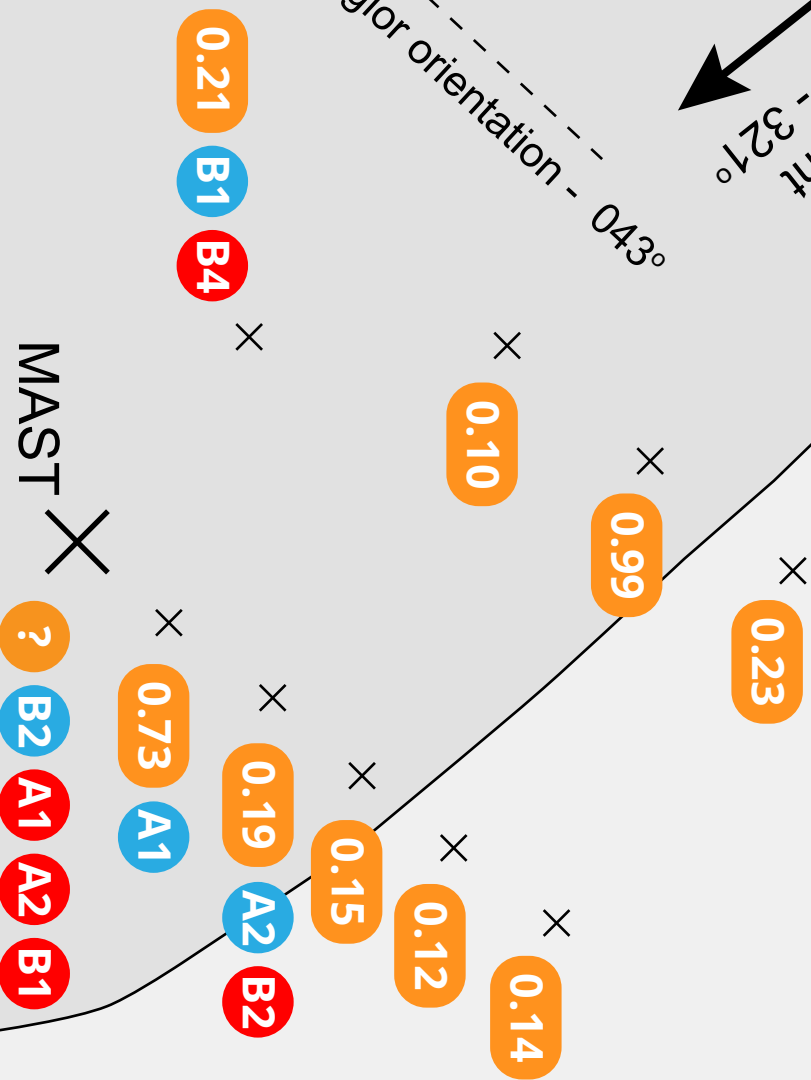 glor orientation - 043°
321°
0.21
B1
B4
MAST
0.10
0.99
0.23
?
B2
A1
A2
B1
0.73
A1
0.19
A2
B2
0.15
0.12
0.14